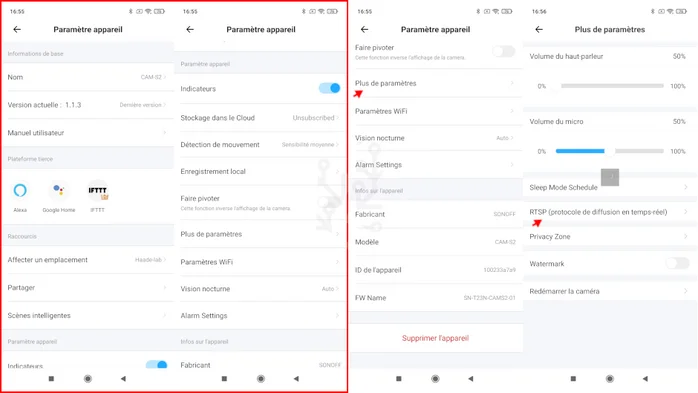 16:55
Paramètre appareil
Informations de base
Nom
CAM-S2
Version actuelle : 1.1.3
Dernière version
Manuel utilisateur
Plateforme tierce
Alexa
Google Home
IFTTT
IFTTT
Raccourcis
Affecter un emplacement
Haade-lab
Partager
Scènes intelligentes
Paramètre appareil
Indicateurs
16:55
Paramètre appareil
Paramètre appareil
Indicateurs
Stockage dans le Cloud
Unsubscribed
Détection de mouvement
Sensibilité moyenne
Enregistrement local
Faire pivoter
Cette fonction inverse l'affichage de la caméra.
Plus de paramètres
Paramètres WiFi
Vision nocturne
Auto
Alarm Settings
Infos sur l'appareil
Fabricant
SONOFF
16:55
Paramètre appareil
Faire pivoter
Cette fonction inverse l'affichage de la caméra.
Plus de paramètres
Paramètres WiFi
Vision nocturne
Auto
Alarm Settings
Infos sur l'appareil
Fabricant
SONOFF
Modèle
CAM-S2
ID de l'appareil
100233a7a9
FW Name
SN-T23N-CAMS2-01
Supprimer l'appareil
16:56
Plus de paramètres
Volume du haut-parleur
50%
0%
100%
Volume du micro
50%
0%
100%
Sleep Mode Schedule
RTSP (protocole de diffusion en temps-réel)
Privacy Zone
Watermark
Redémarrer la caméra